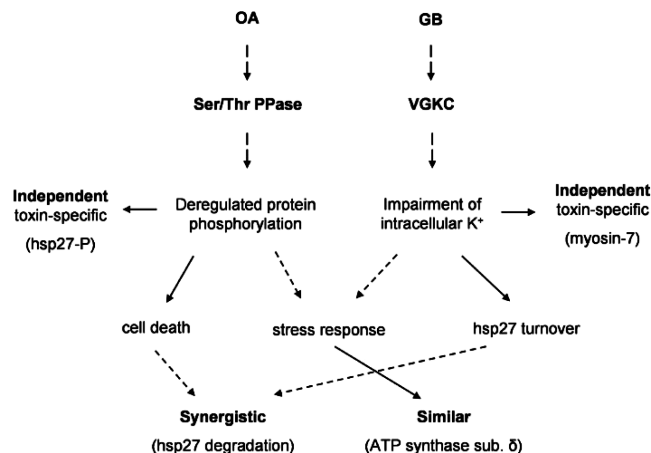 OA
GB
Ser/Thr PPase
VGKC
Independent
toxin-specific
(hsp27-P)
Deregulated protein
phosphorylation
Impairment of
intracellular K⁺
Independent
toxin-specific
(myosin-7)
cell death
stress response
hsp27 turnover
Synergistic
(hsp27 degradation)
Similar
(ATP synthase sub. δ)